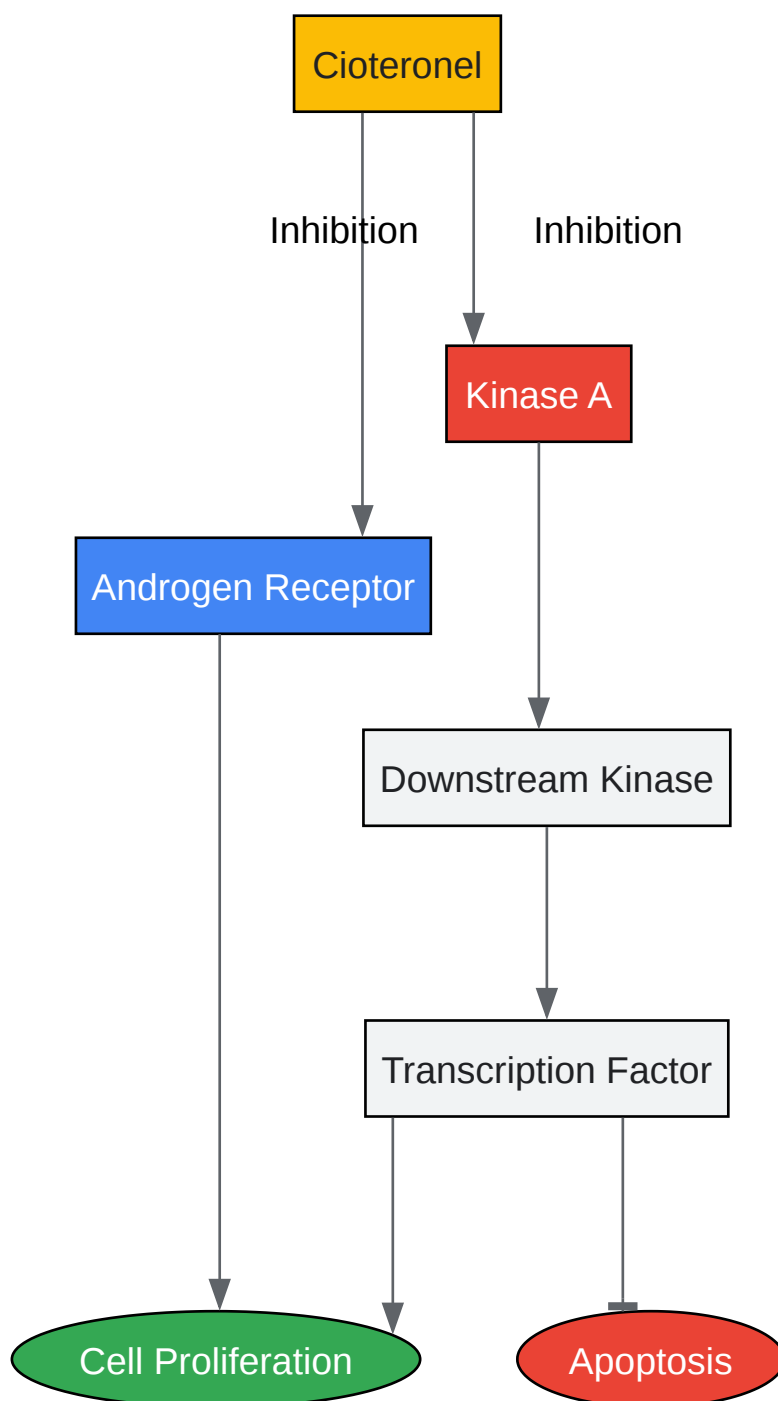 Cioteronel
Inhibition
Inhibition
Kinase A
Androgen Receptor
Downstream Kinase
Transcription Factor
Cell Proliferation
Apoptosis